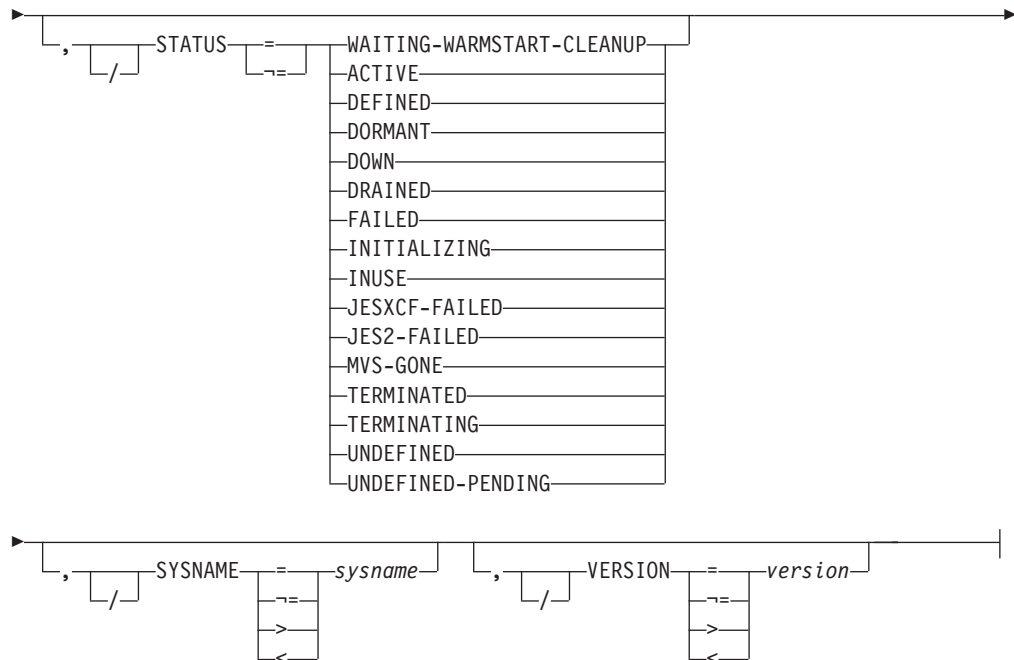 , / STATUS = WAITING-WARMSTART-CLEANUP
¬= ACTIVE
DEFINED
DORMANT
DOWN
DRAINED
FAILED
INITIALIZING
INUSE
JESXCF-FAILED
JES2-FAILED
MVS-GONE
TERMINATED
TERMINATING
UNDEFINED
UNDEFINED-PENDING
, / SYSNAME = sysname , / VERSION = version
¬= ¬=
> >
< <